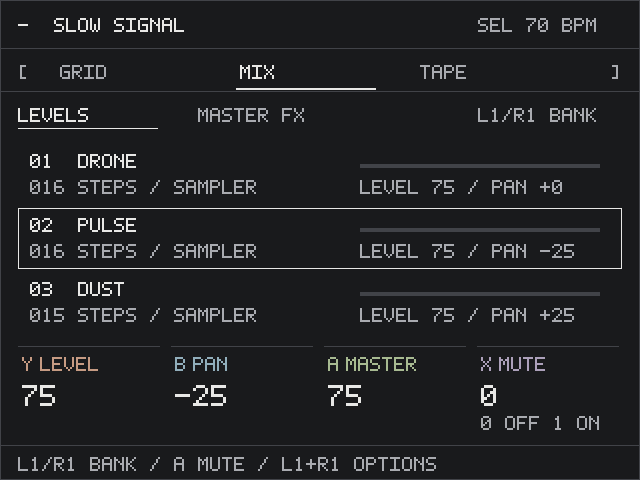 – SLOW SIGNAL SEL 70 BPM
[ GRID MIX TAPE ]
LEVELS MASTER FX L1/R1 BANK
01 DRONE
016 STEPS / SAMPLER LEVEL 75 / PAN +0
02 PULSE
016 STEPS / SAMPLER LEVEL 75 / PAN –25
03 DUST
015 STEPS / SAMPLER LEVEL 75 / PAN +25
Y LEVEL B PAN A MASTER X MUTE
75 –25 75 0
0 OFF 1 ON
L1/R1 BANK / A MUTE / L1+R1 OPTIONS